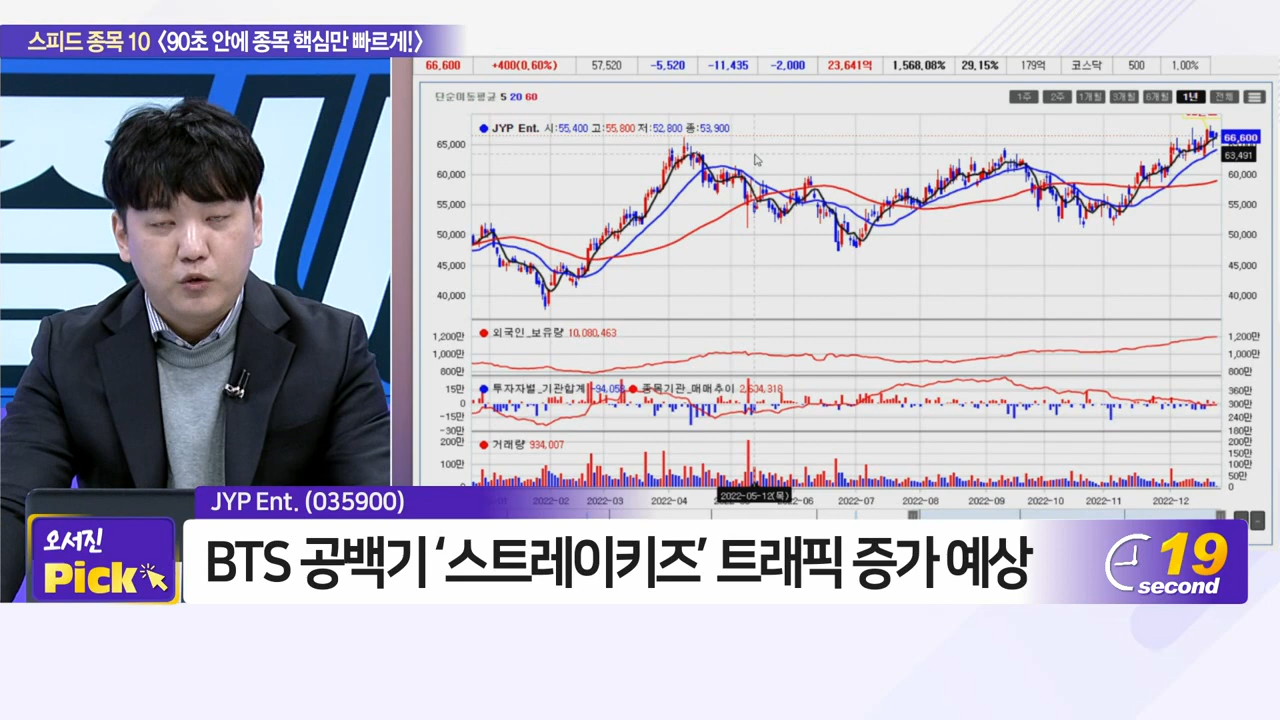 스피드 종목 10 <90초 안에 종목 핵심만 빠르게!>
66,600 +400(0,60%) 57,520 -5,520 -11,435 -2,000 23,641억 1,568,08% 29,15% 179억 코스닥 500 1,00%
단순이동평균 5 20 60
1주 2주 1개월 3개월 6개월 1년 전체
JYP Ent. 시:55,400 고:55,800 저:52,800 종:53,900
66,600
65,000
63,491
60,000 60,000
55,000 55,000
50,000 50,000
45,000 45,000
40,000 40,000
외국인_보유량 10,080,463
1,200만 1,200만
1,000만 1,000만
800만 800만
투자자별_기관합계 -94,058 종목기관_매매추이 2,604,318
15만 360만
0 300만
-15만 240만
-30만 180만
거래량 934,007
200만 200만
150만
100만 100만
50만
0 0
2022-02 2022-03 2022-04 2022-05-12(목) -06 2022-07 2022-08 2022-09 2022-10 2022-11 2022-12
JYP Ent. (035900)
오서진
Pick
BTS 공백기 ‘스트레이키즈’ 트래픽 증가 예상
19
second